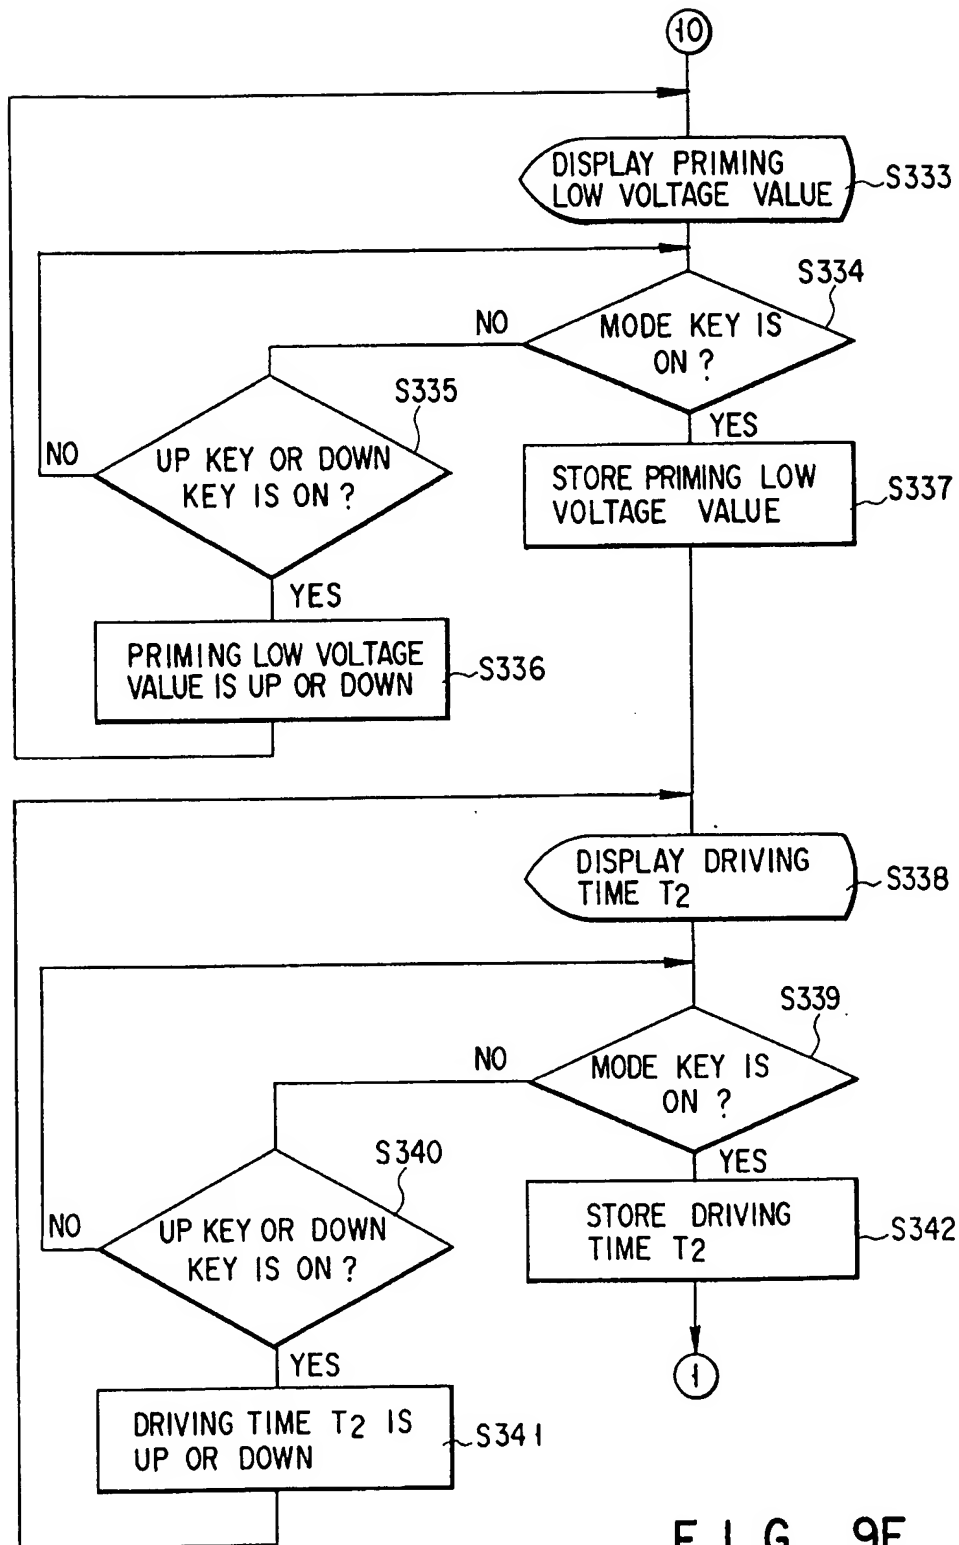 10
DISPLAY PRIMING
LOW VOLTAGE VALUE
S333
S334
MODE KEY IS
ON ?
NO
YES
S335
UP KEY OR DOWN
KEY IS ON ?
NO
YES
STORE PRIMING LOW
VOLTAGE VALUE
S337
PRIMING LOW VOLTAGE
VALUE IS UP OR DOWN
S336
DISPLAY DRIVING
TIME T2
S338
S339
MODE KEY IS
ON ?
NO
YES
S340
UP KEY OR DOWN
KEY IS ON ?
NO
YES
STORE DRIVING
TIME T2
S342
1
DRIVING TIME T2 IS
UP OR DOWN
S341
FIG.